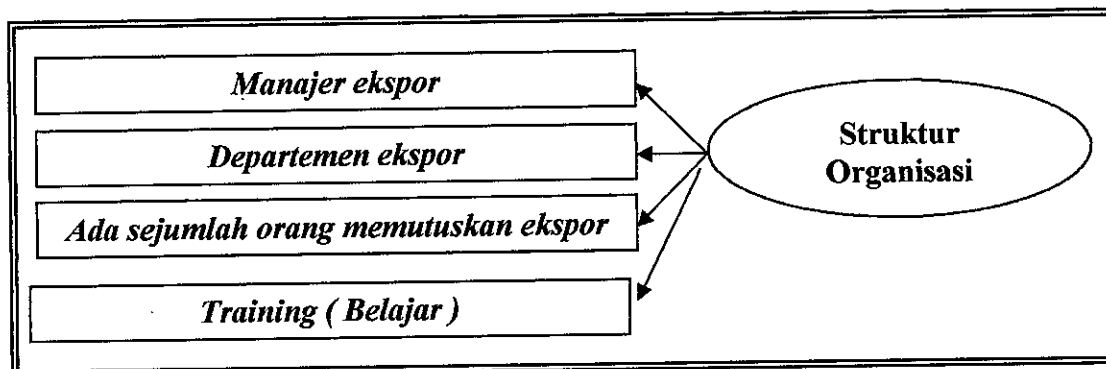 Manajer ekspor
Departemen ekspor
Ada sejumlah orang memutuskan ekspor
Training ( Belajar )
Struktur
Organisasi